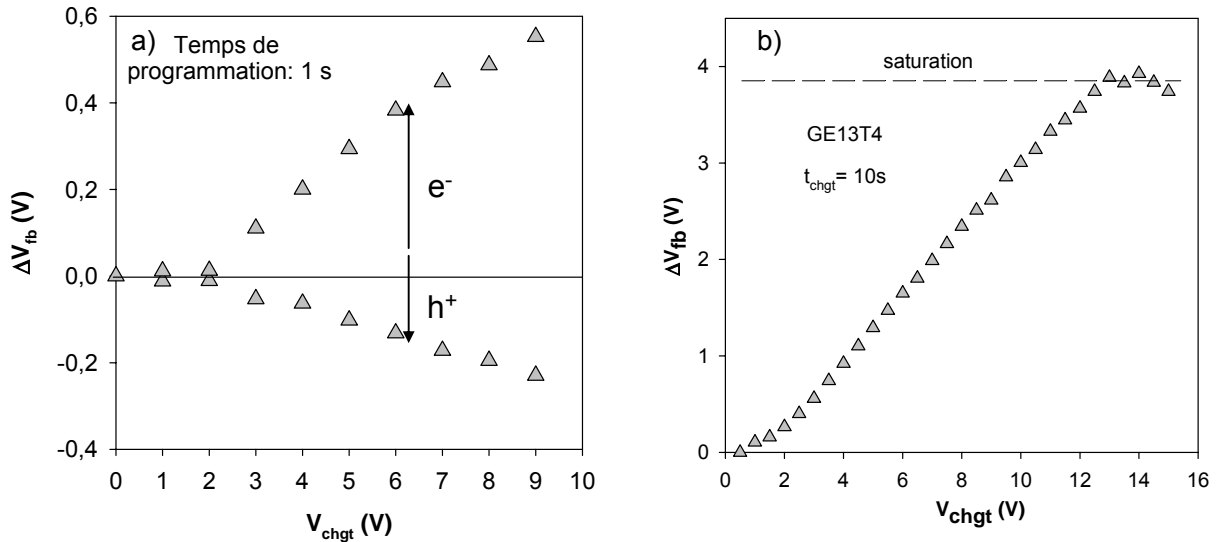 a) Temps de
programmation: 1 s
0,6
0,4
0,2
0,0
-0,2
-0,4
ΔVfb (V)
e-
h+
0 1 2 3 4 5 6 7 8 9 10
Vchgt (V)
b)
saturation
GE13T4
tchgt= 10s
4
3
2
1
0
ΔVfb (V)
0 2 4 6 8 10 12 14 16
Vchgt (V)